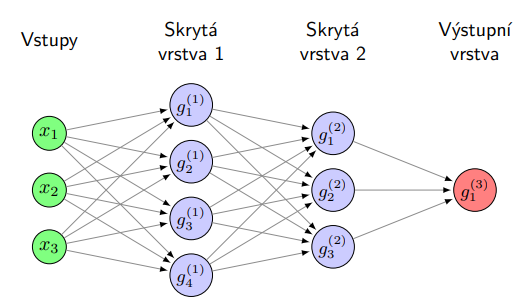 Vstupy
Skrytá
vrstva 1
Skrytá
vrstva 2
Výstupní
vrstva
x₁
x₂
x₃
g₁⁽¹⁾
g₂⁽¹⁾
g₃⁽¹⁾
g₄⁽¹⁾
g₁⁽²⁾
g₂⁽²⁾
g₃⁽²⁾
g₁⁽³⁾